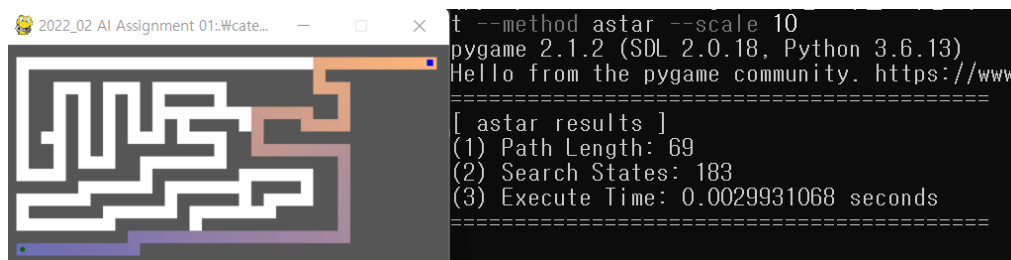 2022_02 AI Assignment 01:.₩cate...
t --method astar --scale 10
pygame 2.1.2 (SDL 2.0.18, Python 3.6.13)
Hello from the pygame community. https://www
==========================================
[ astar results ]
(1) Path Length: 69
(2) Search States: 183
(3) Execute Time: 0.0029931068 seconds
==========================================